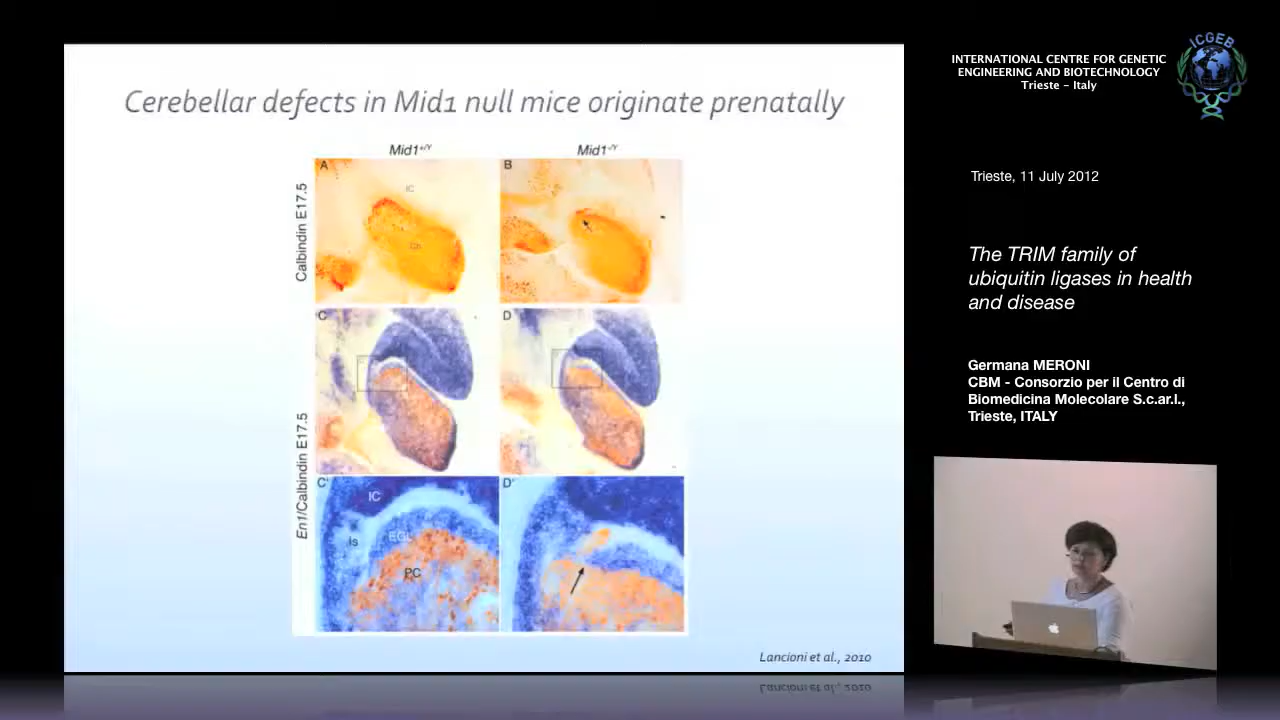 Cerebellar defects in Mid1 null mice originate prenatally
Mid1+/Y
Mid1-/Y
Calbindin E17.5
A
IC
Cb
B
En1/Calbindin E17.5
C
D
C'
IC
Is
EGL
PC
D'
Lancioni et al., 2010
INTERNATIONAL CENTRE FOR GENETIC
ENGINEERING AND BIOTECHNOLOGY
Trieste - Italy
ICGEB
Trieste, 11 July 2012
The TRIM family of
ubiquitin ligases in health
and disease
Germana MERONI
CBM - Consorzio per il Centro di
Biomedicina Molecolare S.c.ar.l.,
Trieste, ITALY